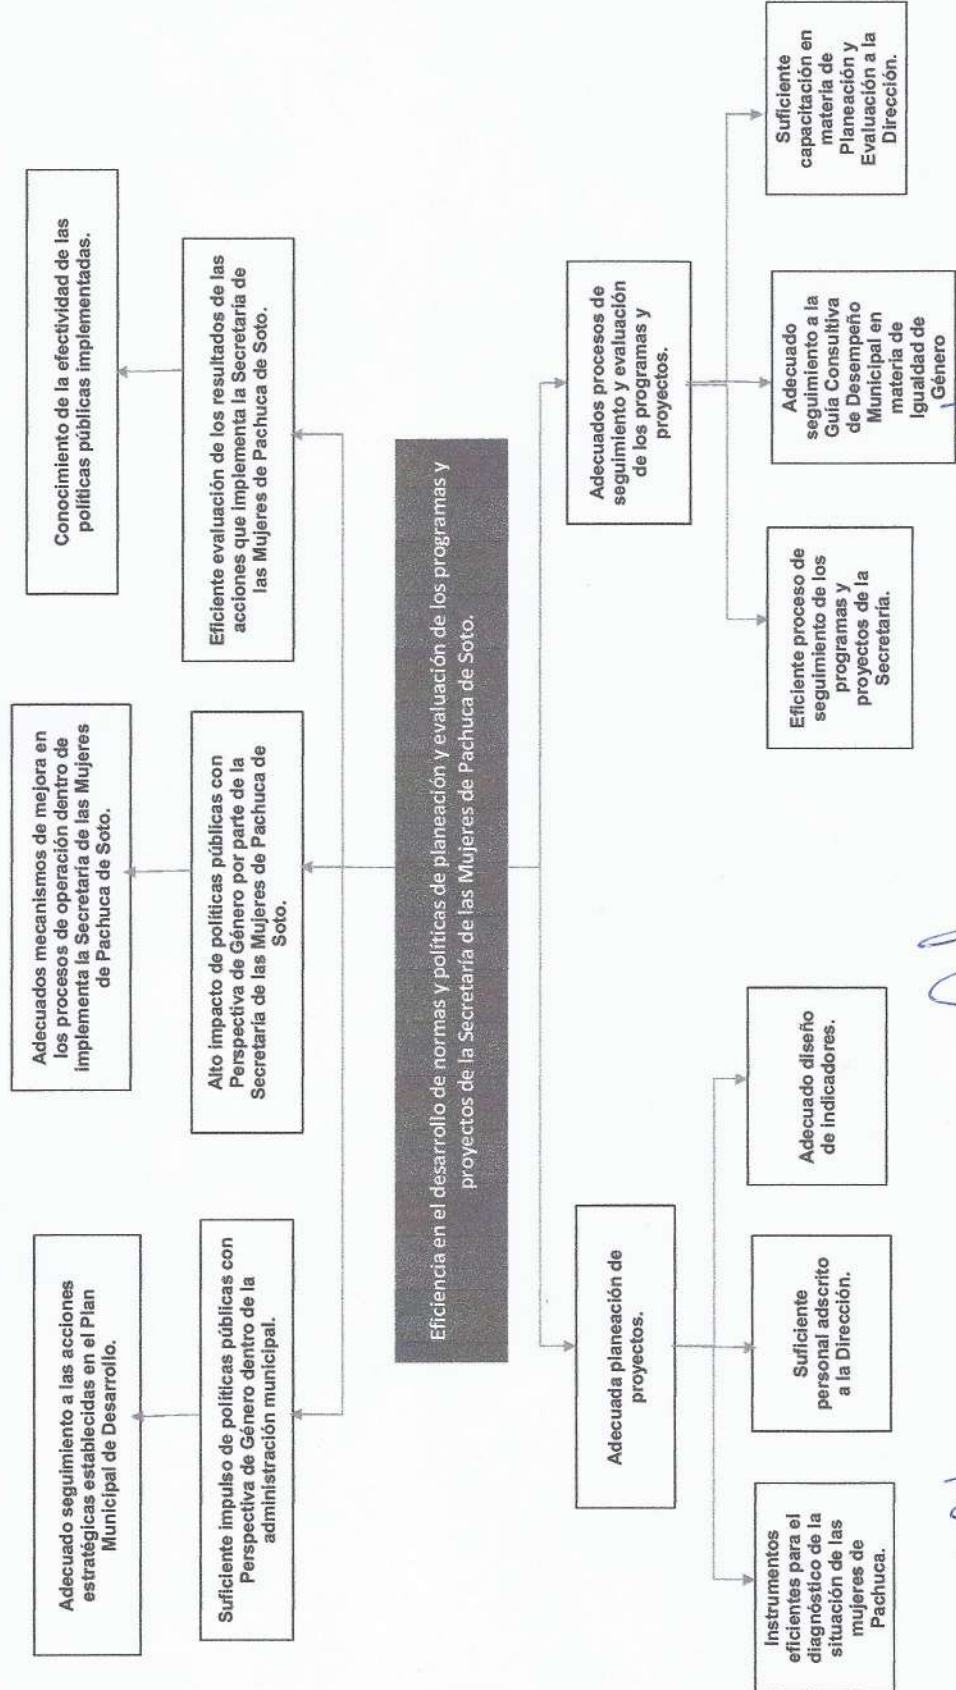 Adecuado seguimiento a las acciones
estratégicas establecidas en el Plan
Municipal de Desarrollo.
Adecuados mecanismos de mejora en
los procesos de operación dentro de
implementa la Secretaría de las Mujeres
de Pachuca de Soto.
Conocimiento de la efectividad de las
políticas públicas implementadas.
Suficiente impulso de políticas públicas con
Perspectiva de Género dentro de la
administración municipal.
Alto impacto de políticas públicas con
Perspectiva de Género por parte de la
Secretaría de las Mujeres de Pachuca de
Soto.
Eficiente evaluación de los resultados de las
acciones que implementa la Secretaria de
las Mujeres de Pachuca de Soto.
Eficiencia en el desarrollo de normas y políticas de planeación y evaluación de los programas y
proyectos de la Secretaría de las Mujeres de Pachuca de Soto.
Adecuada planeación de
proyectos.
Adecuados procesos de
seguimiento y evaluación
de los programas y
proyectos.
Instrumentos
eficientes para el
diagnóstico de la
situación de las
mujeres de
Pachuca.
Suficiente
personal adscrito
a la Dirección.
Adecuado diseño
de indicadores.
Eficiente proceso de
seguimiento de los
programas y
proyectos de la
Secretaría.
Adecuado
seguimiento a la
Guía Consultiva
de Desempeño
Municipal en
materia de
Igualdad de
Género
Suficiente
capacitación en
materia de
Planeación y
Evaluación a la
Dirección.